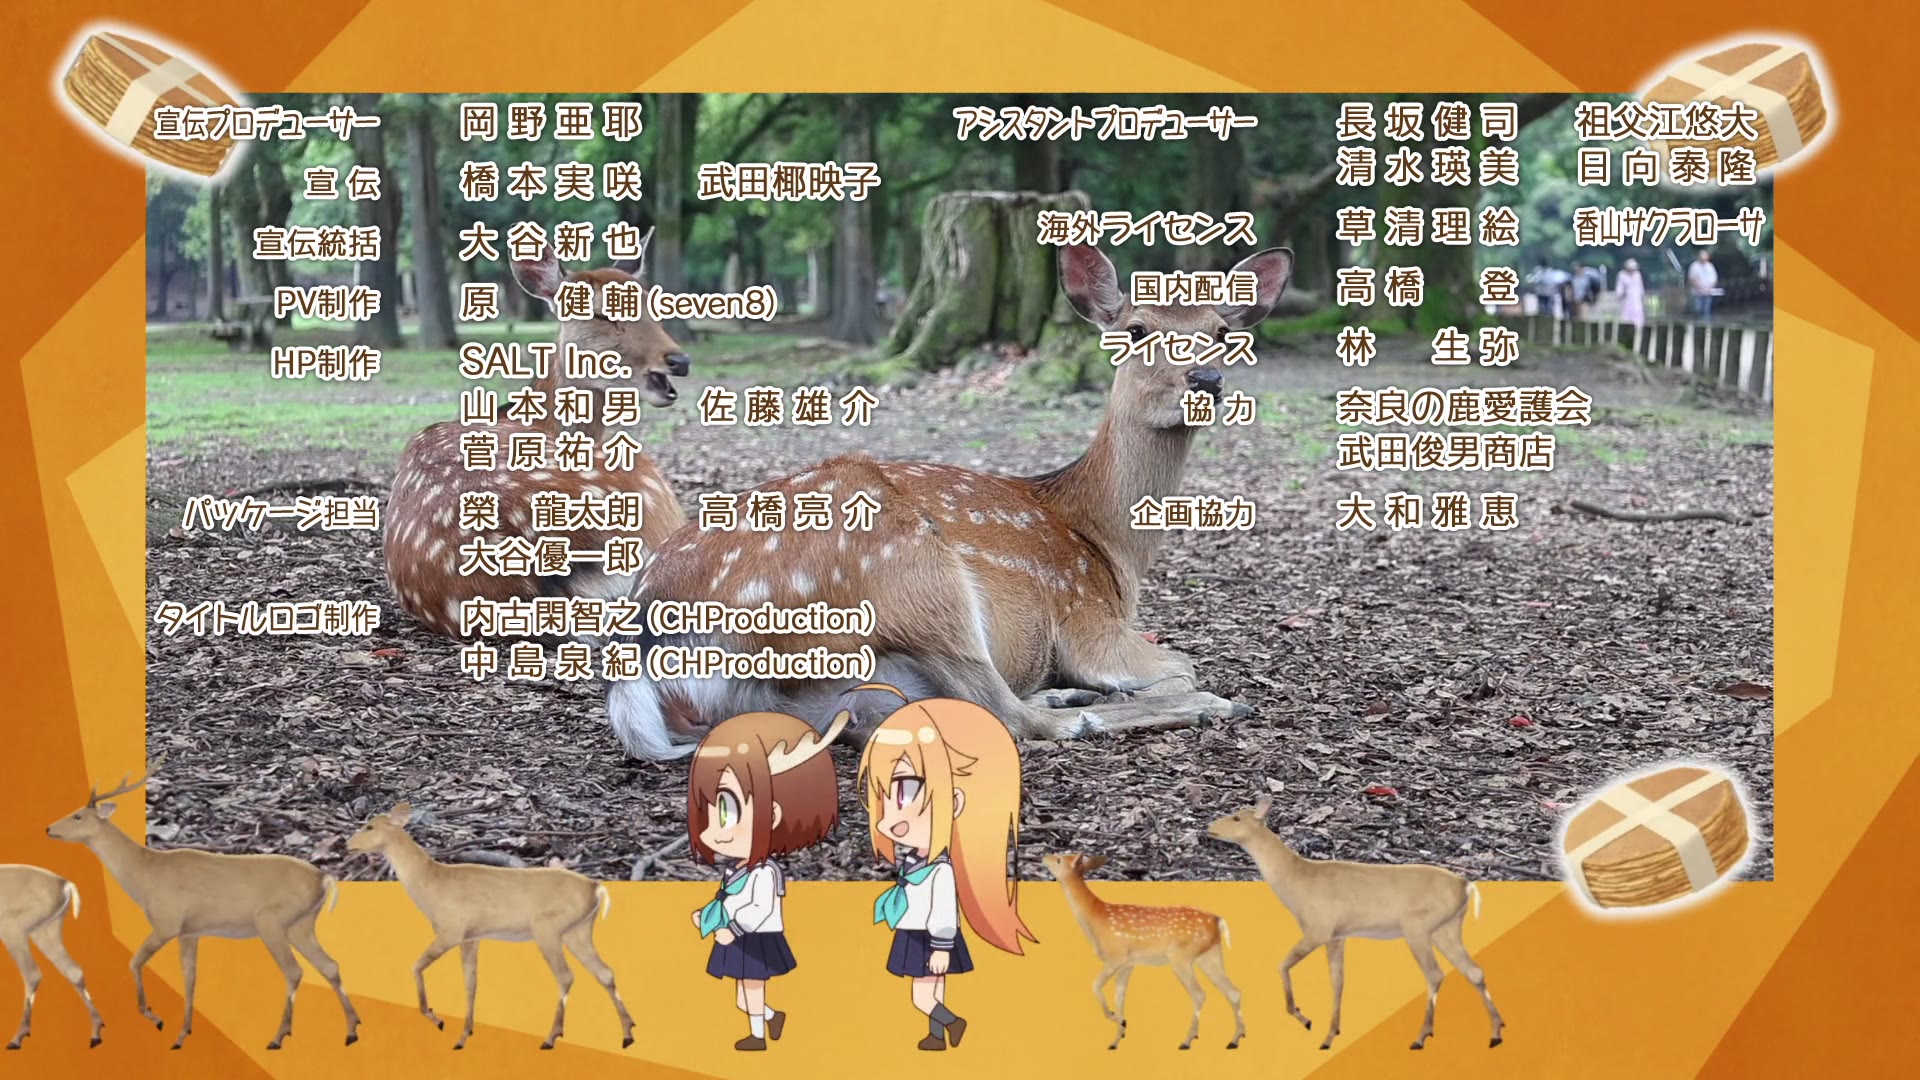 宣伝プロデューサー 岡野亜耶
宣伝 橋本実咲 武田椰映子
宣伝統括 大谷新也
PV制作 原 健輔(seven8)
HP制作 SALT Inc.
山本和男 佐藤雄介
菅原祐介
パッケージ担当 榮 龍太朗 高橋亮介
大谷優一郎
タイトルロゴ制作 内古閑智之(CHProduction)
中島泉紀(CHProduction)
アシスタントプロデューサー 長坂健司 祖父江悠大
清水瑛美 日向泰隆
海外ライセンス 草清理絵 香山サクラローサ
国内配信 高橋 登
ライセンス 林 生弥
協力 奈良の鹿愛護会
武田俊男商店
企画協力 大和雅恵